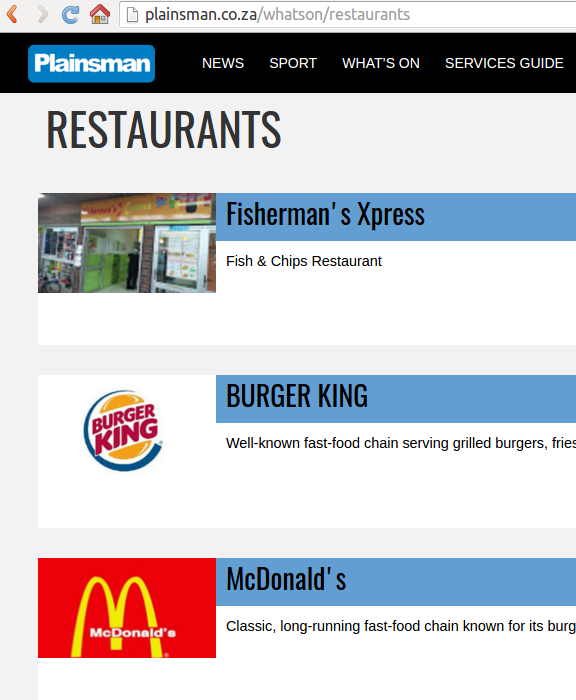 plainsman.co.za/whatson/restaurants
Plainsman NEWS SPORT WHAT'S ON SERVICES GUIDE
RESTAURANTS
Fisherman's Xpress
Fish & Chips Restaurant
BURGER KING
BURGER
KING
Well-known fast-food chain serving grilled burgers, fries
McDonald's
McDonald's
Classic, long-running fast-food chain known for its burg